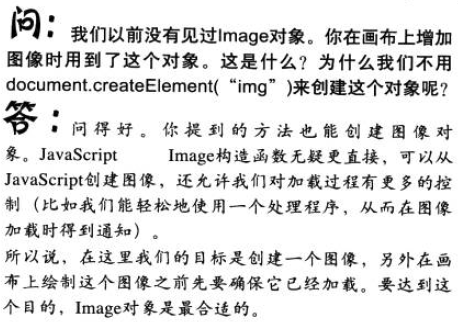 问：我们以前没有见过Image对象。你在画布上增加
图像时用到了这个对象。这是什么？为什么我们不用
document.createElement(“img”)来创建这个对象呢？
答：问得好。你提到的方法也能创建图像对
象。JavaScript Image构造函数无疑更直接，可以从
JavaScript创建图像，还允许我们对加载过程有更多的控
制（比如我们能轻松地使用一个处理程序，从而在图像
加载时得到通知）。
所以说，在这里我们的目标是创建一个图像，另外在画
布上绘制这个图像之前先要确保它已经加载。要达到这
个目的，Image对象是最合适的。